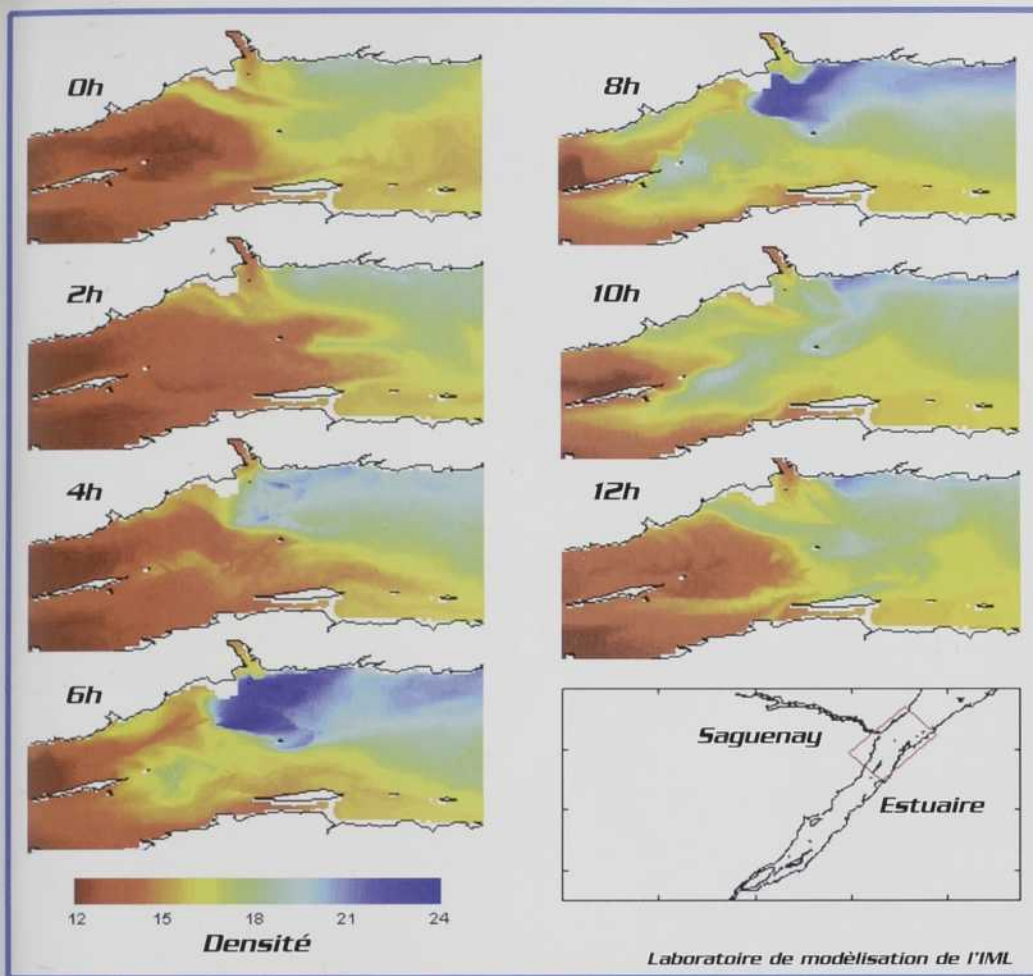 0h
2h
4h
6h
12 15 18 21 24
Densité
8h
10h
12h
Saguenay
Estuaire
Laboratoire de modèlisation de l'IML